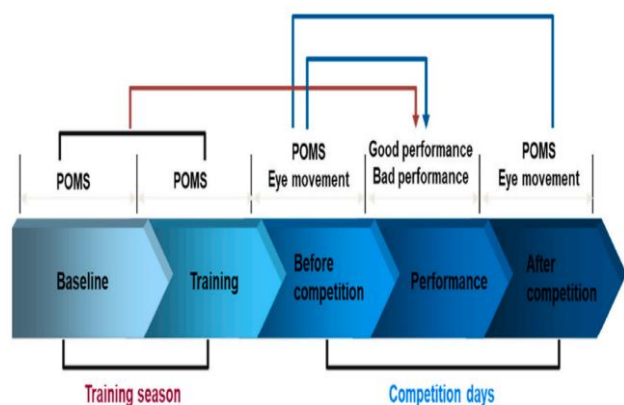 POMS
POMS
POMS
Eye movement
Good performance
Bad performance
POMS
Eye movement
Baseline
Training
Before
competition
Performance
After
competition
Training season
Competition days